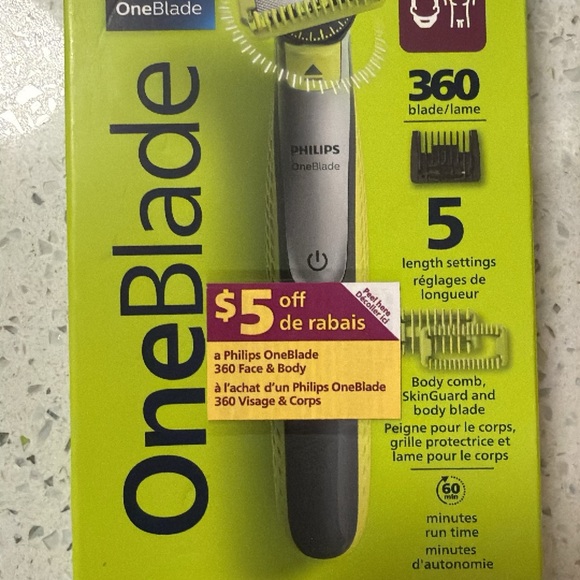 OneBlade
OneBlade
PHILIPS
OneBlade
360
blade/lame
5
length settings
réglages de
longueur
$5 off
de rabais
Peel here
Décoller ici
a Philips OneBlade
360 Face & Body
à l'achat d'un Philips OneBlade
360 Visage & Corps
Body comb,
SkinGuard and
body blade
Peigne pour le corps,
grille protectrice et
lame pour le corps
60
min
minutes
run time
minutes
d'autonomie